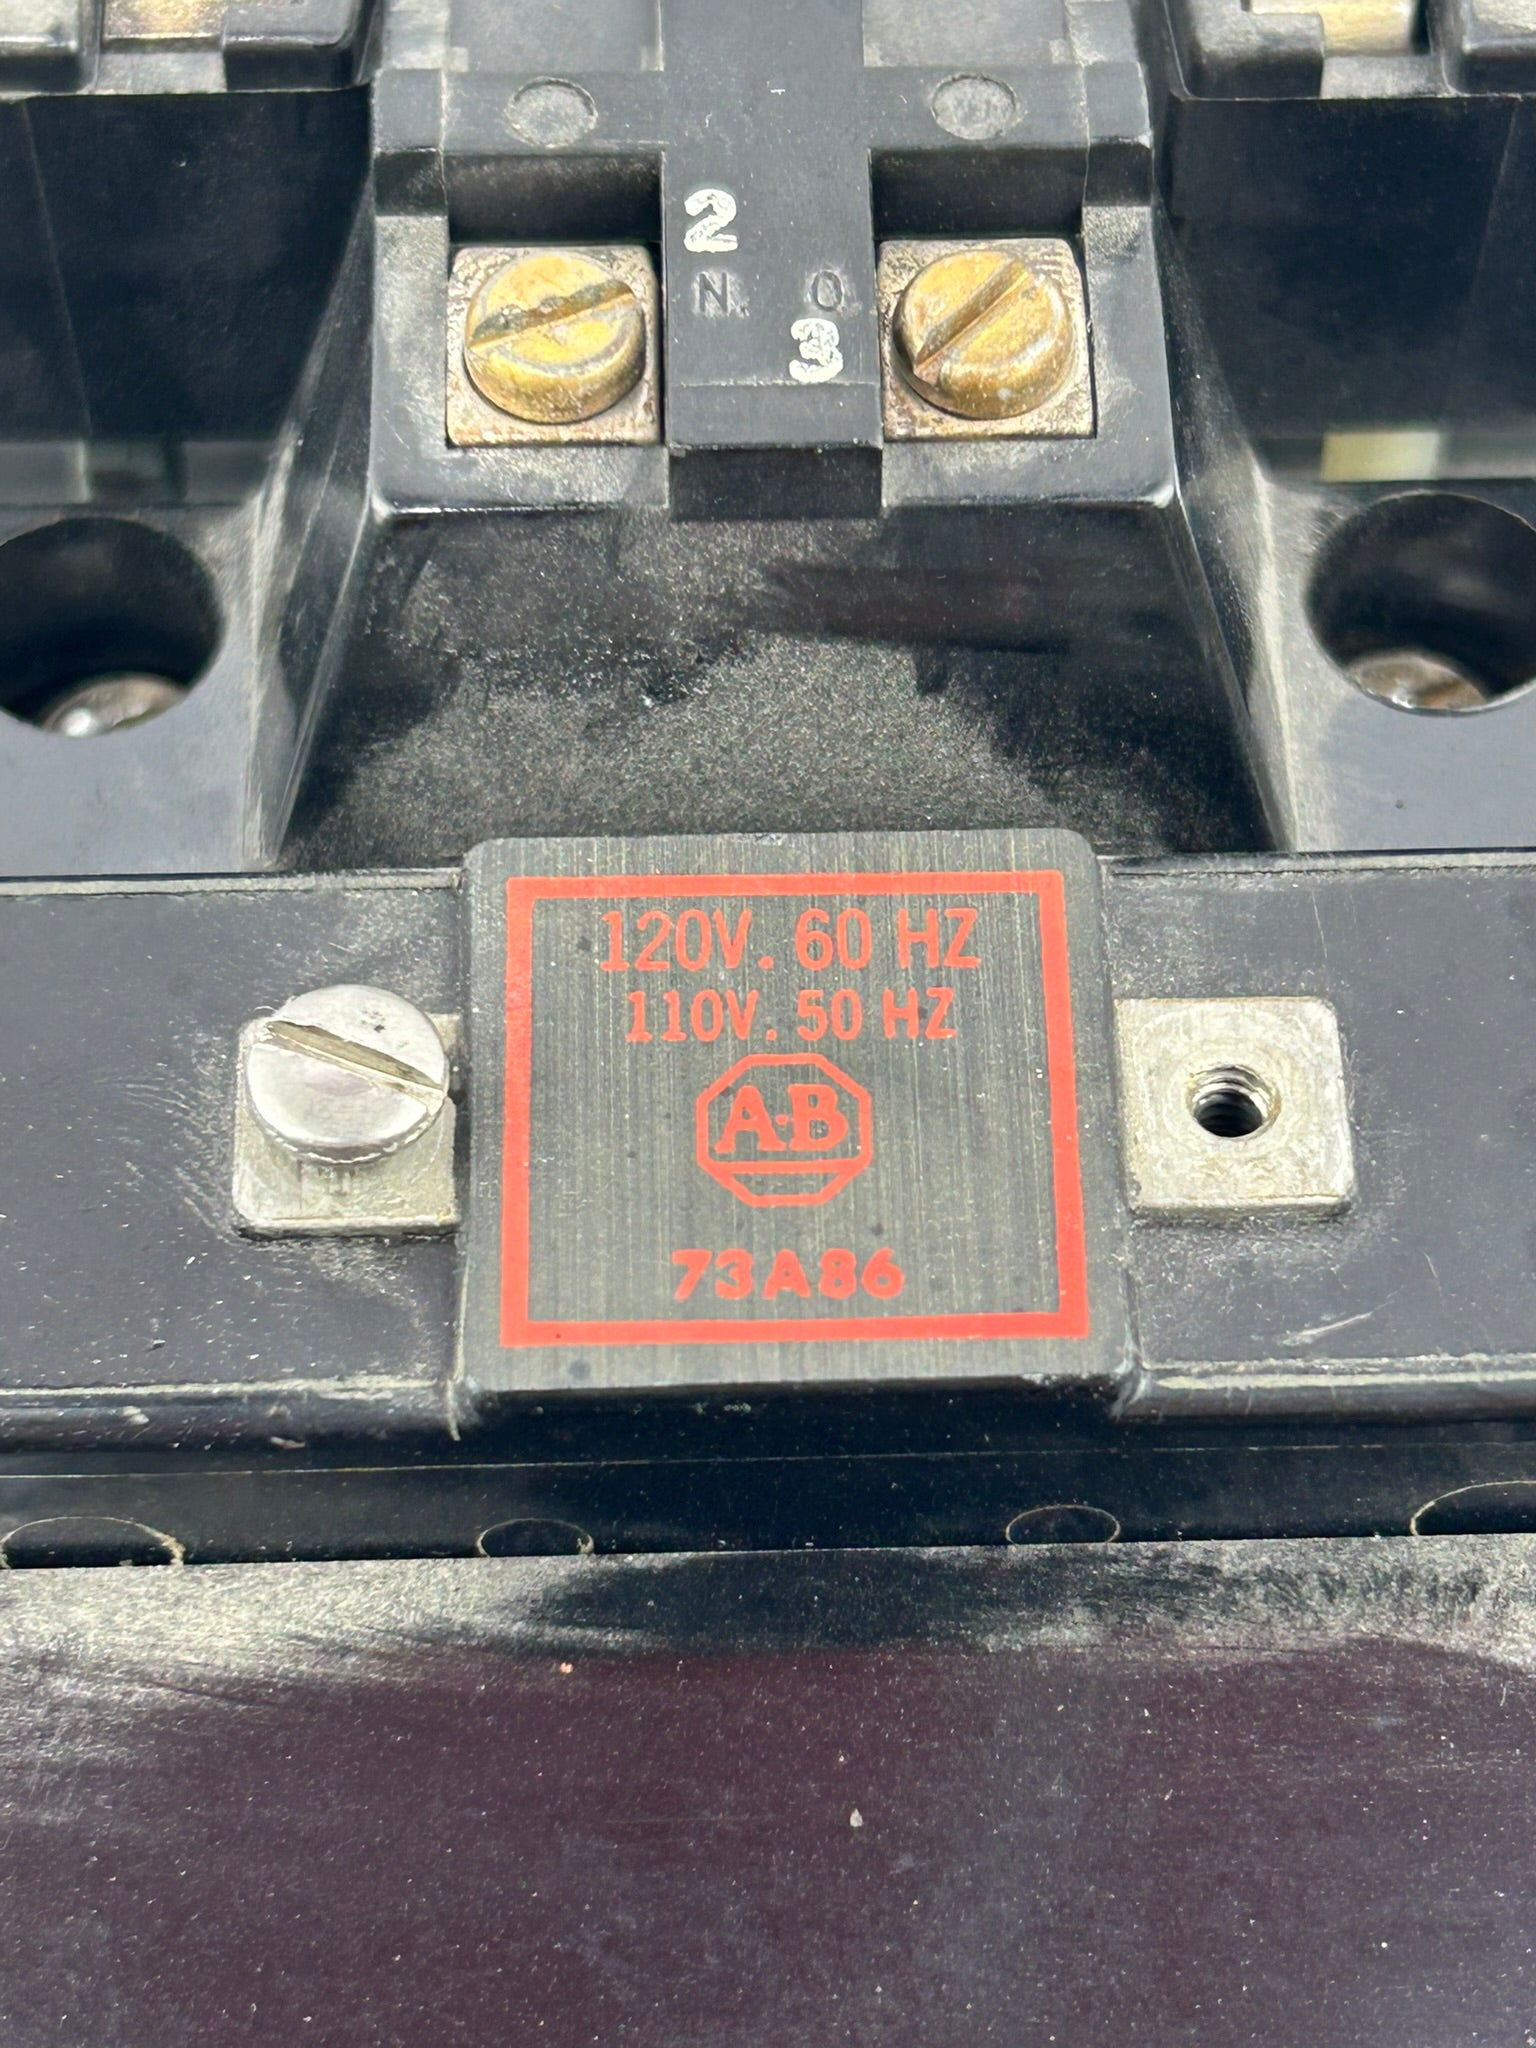 2
N. O.
3
120V. 60 HZ
110V. 50 HZ
A·B
73A86